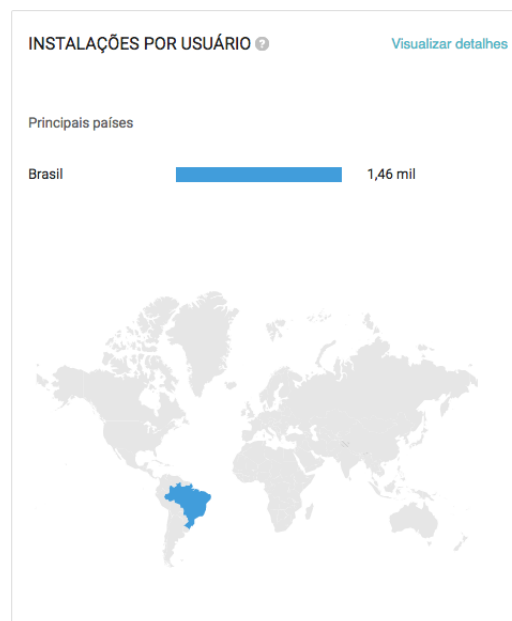 INSTALAÇÕES POR USUÁRIO ?
Visualizar detalhes
Principais países
Brasil
1,46 mil